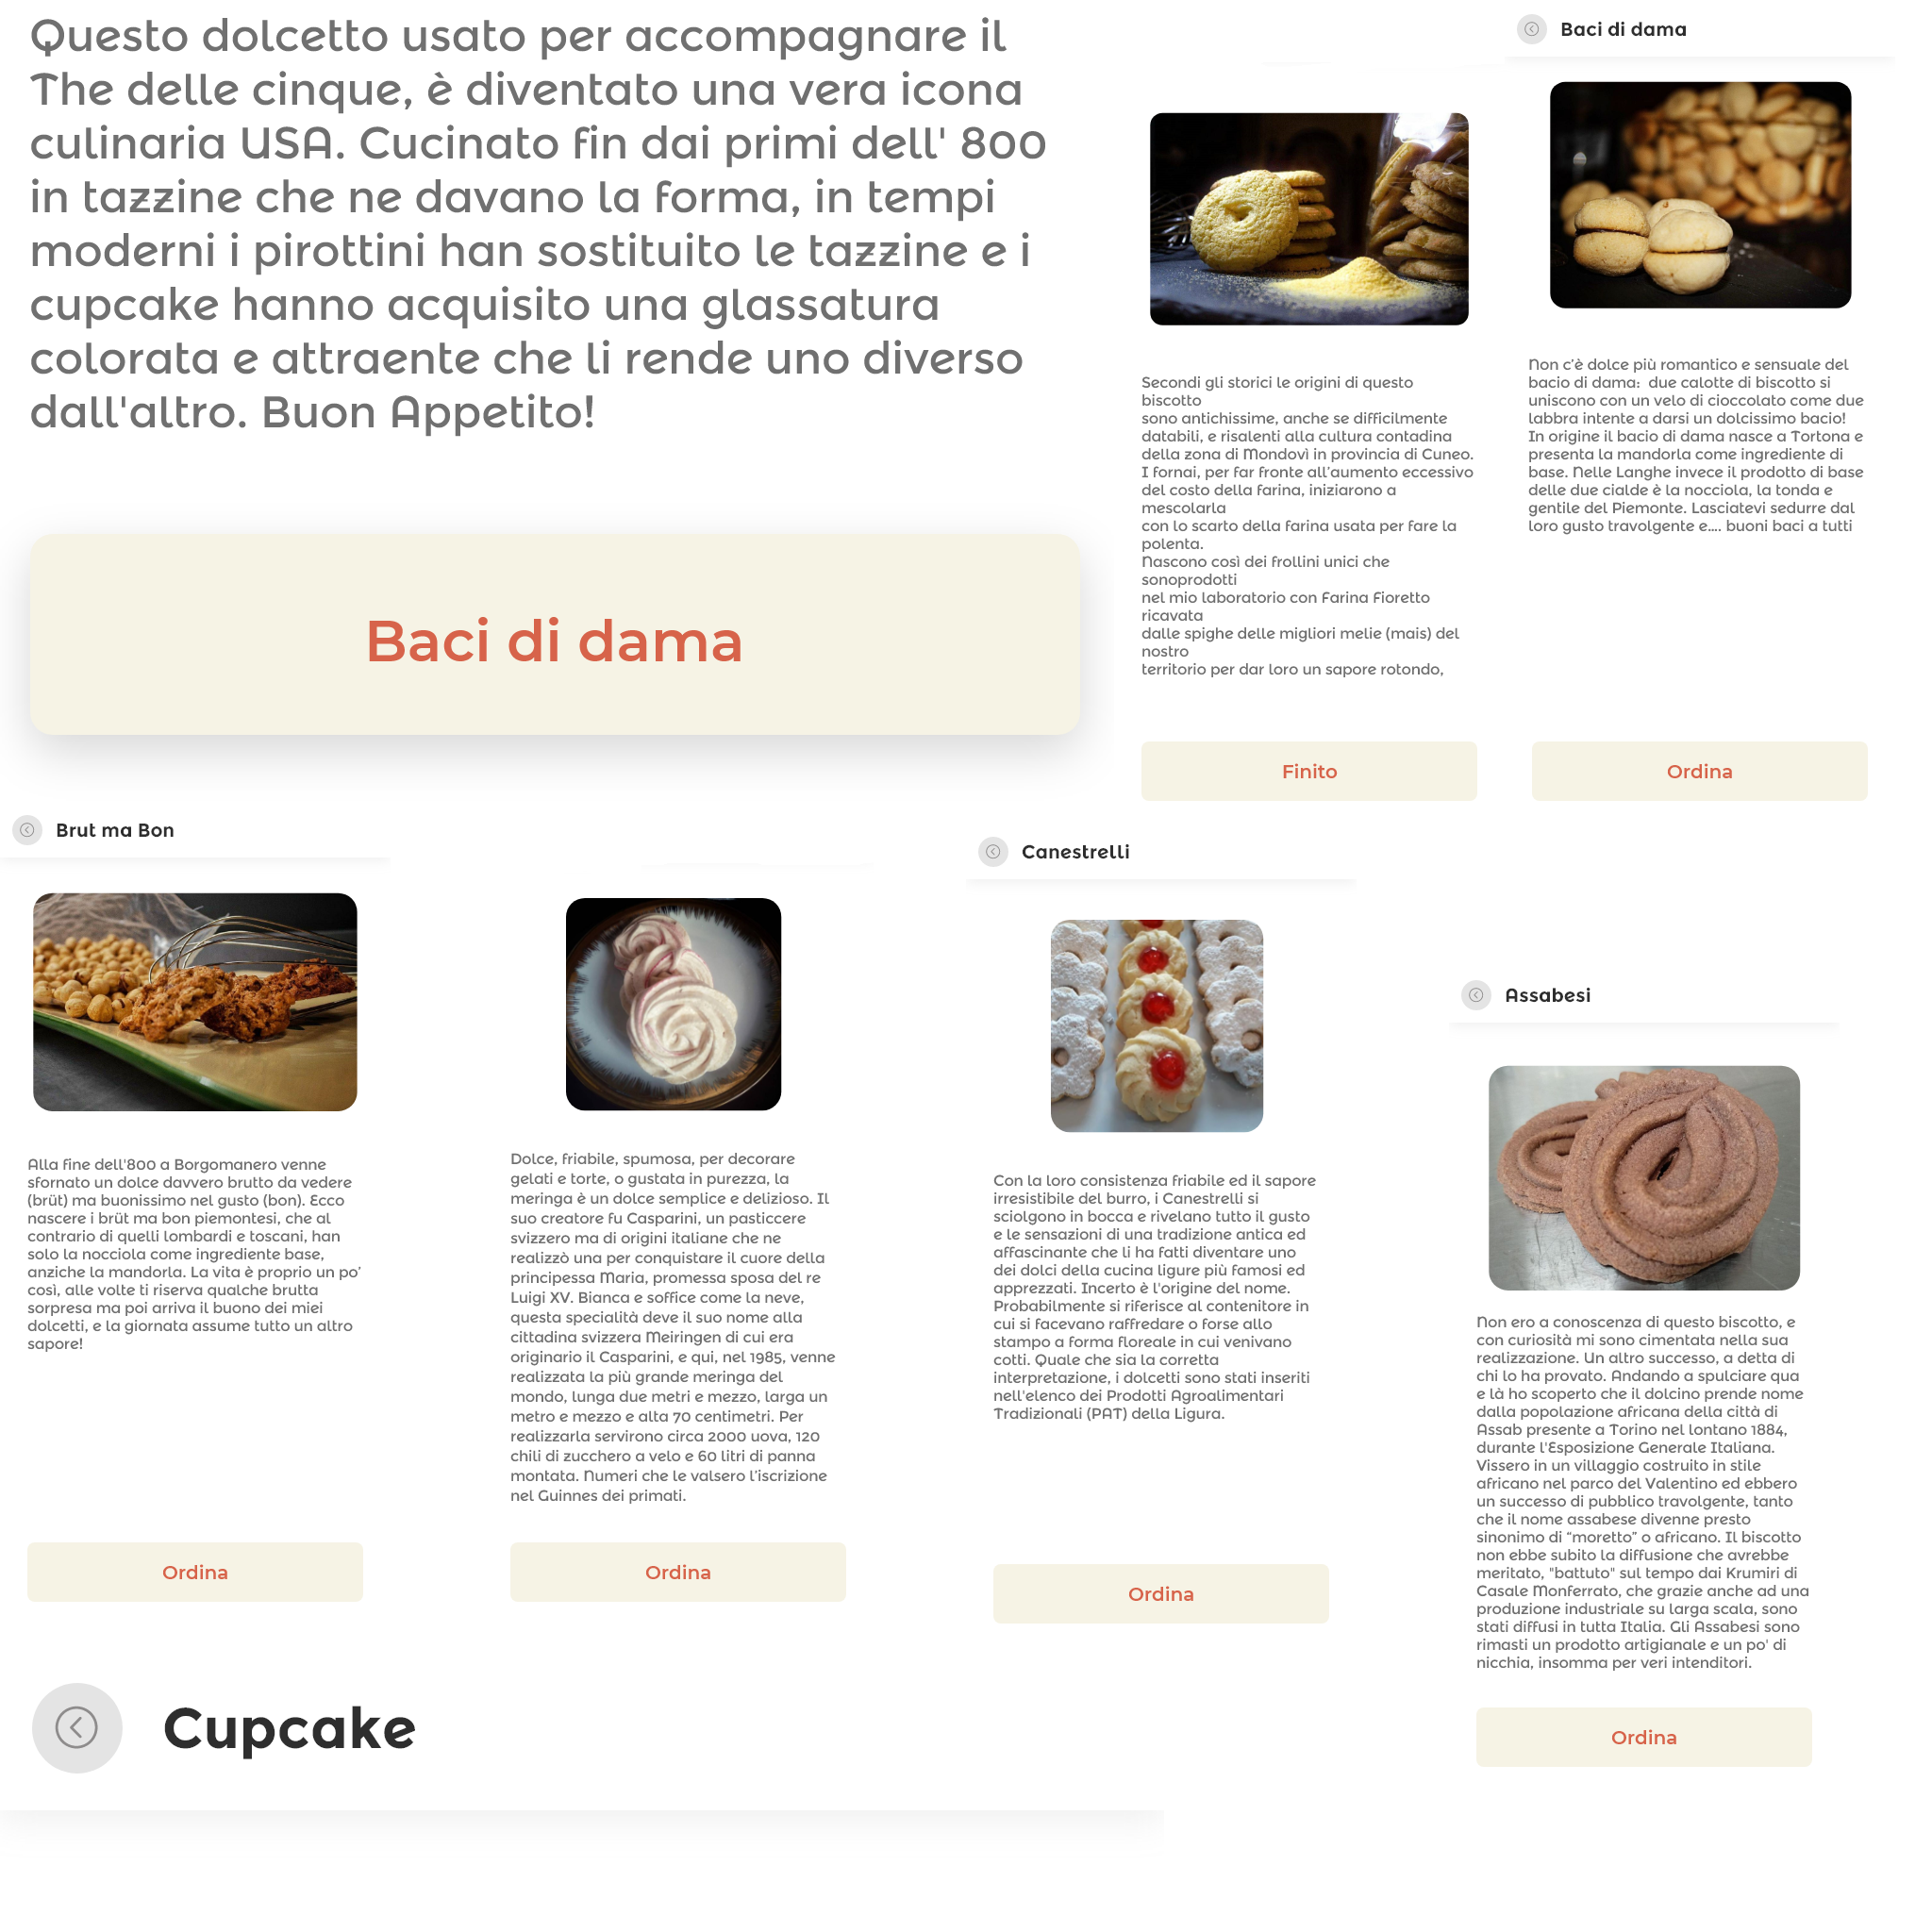 Questo dolcetto usato per accompagnare il
The delle cinque, è diventato una vera icona
culinaria USA. Cucinato fin dai primi dell' 800
in tazzine che ne davano la forma, in tempi
moderni i pirottini han sostituito le tazzine e i
cupcake hanno acquisito una glassatura
colorata e attraente che li rende uno diverso
dall'altro. Buon Appetito!
Baci di dama
Secondi gli storici le origini di questo
biscotto
sono antichissime, anche se difficilmente
databili, e risalenti alla cultura contadina
della zona di Mondovì in provincia di Cuneo.
I fornai, per far fronte all'aumento eccessivo
del costo della farina, iniziarono a
mescolarla
con lo scarto della farina usata per fare la
polenta.
Nascono così dei frollini unici che
sonoprodotti
nel mio laboratorio con Farina Fioretto
ricavata
dalle spighe delle migliori melie (mais) del
nostro
territorio per dar loro un sapore rotondo,
Finito
Baci di dama
Non c'è dolce più romantico e sensuale del
bacio di dama:  due calotte di biscotto si
uniscono con un velo di cioccolato come due
labbra intente a darsi un dolcissimo bacio!
In origine il bacio di dama nasce a Tortona e
presenta la mandorla come ingrediente di
base. Nelle Langhe invece il prodotto di base
delle due cialde è la nocciola, la tonda e
gentile del Piemonte. Lasciatevi sedurre dal
loro gusto travolgente e.... buoni baci a tutti
Ordina
Brut ma Bon
Alla fine dell'800 a Borgomanero venne
sfornato un dolce davvero brutto da vedere
(brüt) ma buonissimo nel gusto (bon). Ecco
nascere i brüt ma bon piemontesi, che al
contrario di quelli lombardi e toscani, han
solo la nocciola come ingrediente base,
anziche la mandorla. La vita è proprio un po'
così, alle volte ti riserva qualche brutta
sorpresa ma poi arriva il buono dei miei
dolcetti, e la giornata assume tutto un altro
sapore!
Ordina
Dolce, friabile, spumosa, per decorare
gelati e torte, o gustata in purezza, la
meringa è un dolce semplice e delizioso. Il
suo creatore fu Casparini, un pasticcere
svizzero ma di origini italiane che ne
realizzò una per conquistare il cuore della
principessa Maria, promessa sposa del re
Luigi XV. Bianca e soffice come la neve,
questa specialità deve il suo nome alla
cittadina svizzera Meiringen di cui era
originario il Casparini, e qui, nel 1985, venne
realizzata la più grande meringa del
mondo, lunga due metri e mezzo, larga un
metro e mezzo e alta 70 centimetri. Per
realizzarla servirono circa 2000 uova, 120
chili di zucchero a velo e 60 litri di panna
montata. Numeri che le valsero l'iscrizione
nel Guinnes dei primati.
Ordina
Canestrelli
Con la loro consistenza friabile ed il sapore
irresistibile del burro, i Canestrelli si
sciolgono in bocca e rivelano tutto il gusto
e le sensazioni di una tradizione antica ed
affascinante che li ha fatti diventare uno
dei dolci della cucina ligure più famosi ed
apprezzati. Incerto è l'origine del nome.
Probabilmente si riferisce al contenitore in
cui si facevano raffredare o forse allo
stampo a forma floreale in cui venivano
cotti. Quale che sia la corretta
interpretazione, i dolcetti sono stati inseriti
nell'elenco dei Prodotti Agroalimentari
Tradizionali (PAT) della Ligura.
Ordina
Assabesi
Non ero a conoscenza di questo biscotto, e
con curiosità mi sono cimentata nella sua
realizzazione. Un altro successo, a detta di
chi lo ha provato. Andando a spulciare qua
e là ho scoperto che il dolcino prende nome
dalla popolazione africana della città di
Assab presente a Torino nel lontano 1884,
durante l'Esposizione Generale Italiana.
Vissero in un villaggio costruito in stile
africano nel parco del Valentino ed ebbero
un successo di pubblico travolgente, tanto
che il nome assabese divenne presto
sinonimo di “moretto” o africano. Il biscotto
non ebbe subito la diffusione che avrebbe
meritato, "battuto" sul tempo dai Krumiri di
Casale Monferrato, che grazie anche ad una
produzione industriale su larga scala, sono
stati diffusi in tutta Italia. Gli Assabesi sono
rimasti un prodotto artigianale e un po' di
nicchia, insomma per veri intenditori.
Ordina
Cupcake